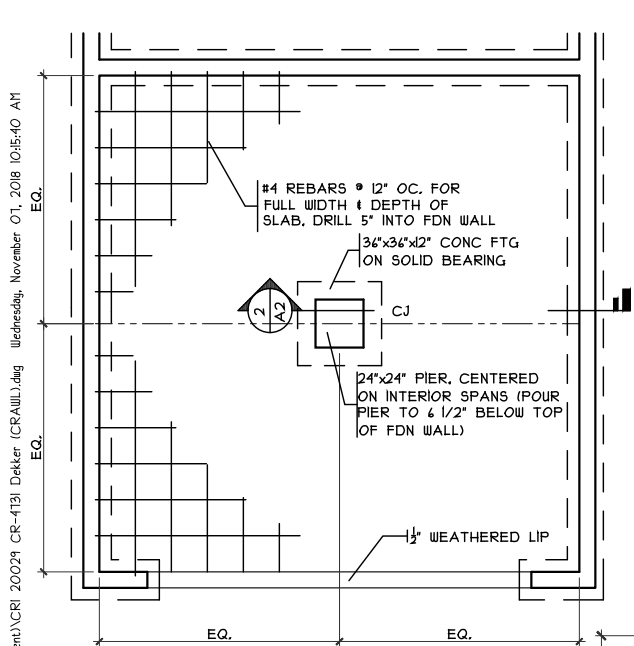 #4 REBARS @ 12" OC. FOR
FULL WIDTH & DEPTH OF
SLAB. DRILL 5" INTO FDN WALL
36"x36"x12" CONC FTG
ON SOLID BEARING
2
A2
CJ
24"x24" PIER. CENTERED
ON INTERIOR SPANS (POUR
PIER TO 6 1/2" BELOW TOP
OF FDN WALL)
1½" WEATHERED LIP
EQ.
EQ.
EQ.
EQ.
ent)\CRI 20029 CR-4131 Dekker (CRAWL).dwg Wednesday, November 07, 2018 10:15:40 AM